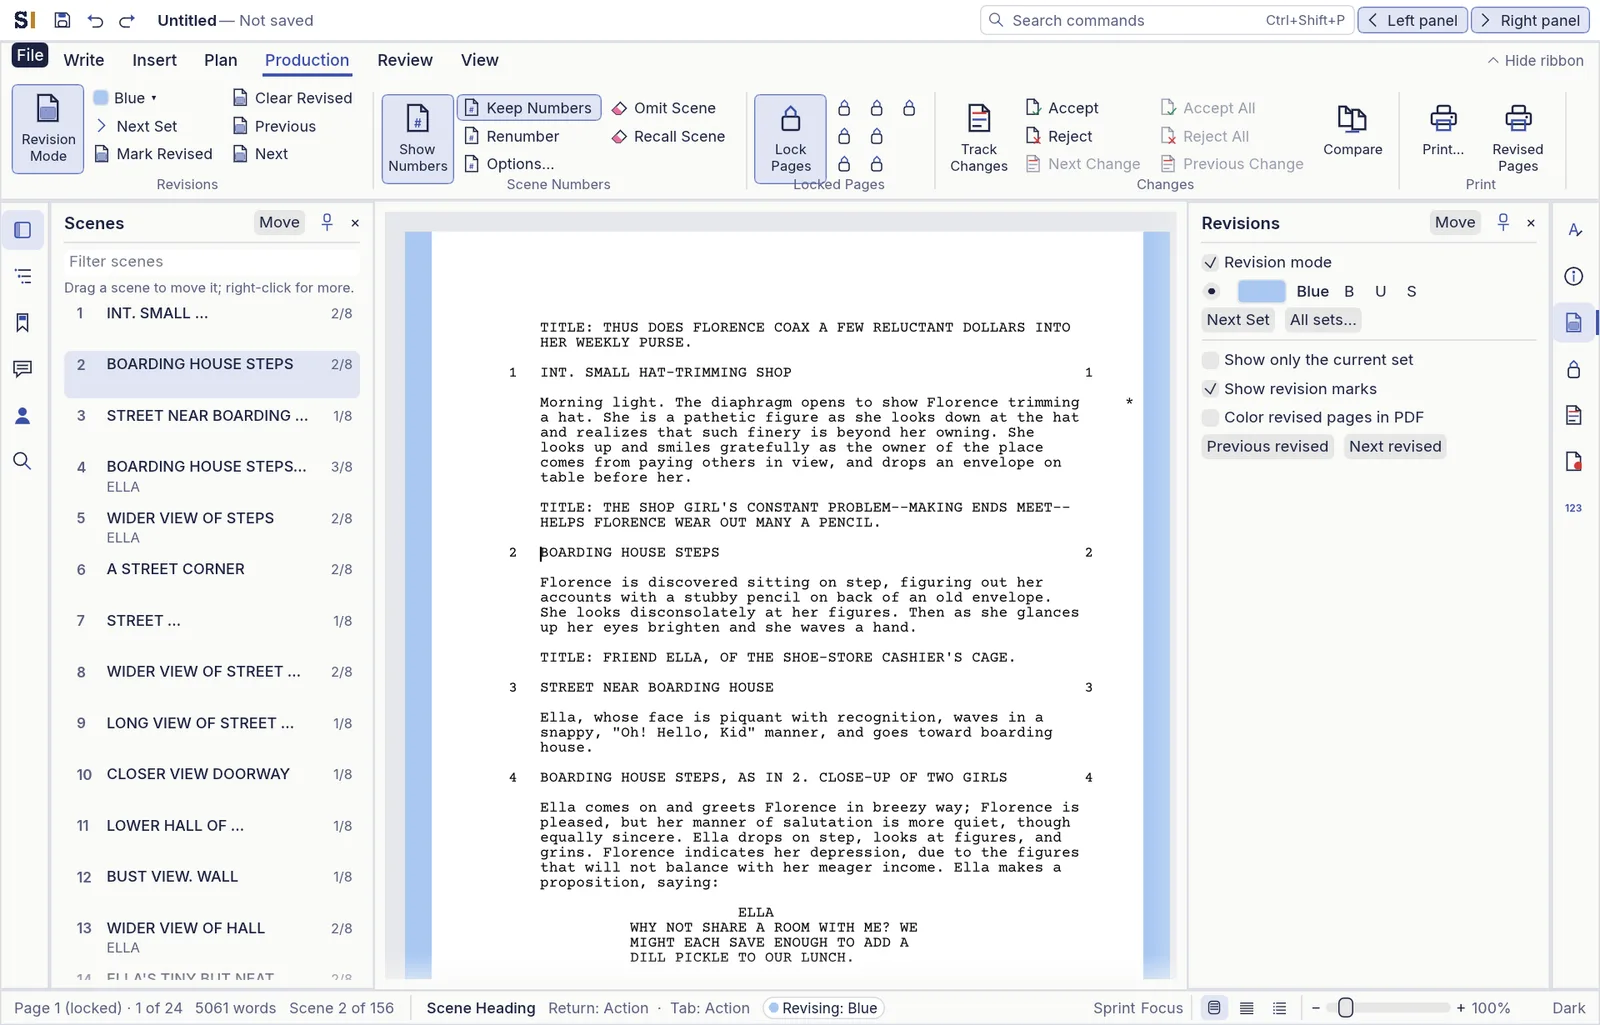 SI Untitled — Not saved Search commands Ctrl+Shift+P Left panel Right panel
File Write Insert Plan Production Review View Hide ribbon
Revision Mode
Blue
Next Set
Mark Revised
Clear Revised
Previous
Next
Revisions
Show Numbers
Keep Numbers
Renumber
Options...
Omit Scene
Recall Scene
Scene Numbers
Lock Pages
Locked Pages
Track Changes
Accept
Reject
Next Change
Accept All
Reject All
Previous Change
Changes
Compare
Print...
Revised Pages
Print
Scenes Move
Filter scenes
Drag a scene to move it; right-click for more.
1 INT. SMALL ... 2/8
2 BOARDING HOUSE STEPS 2/8
3 STREET NEAR BOARDING ... 1/8
4 BOARDING HOUSE STEPS... 3/8
ELLA
5 WIDER VIEW OF STEPS 2/8
ELLA
6 A STREET CORNER 2/8
7 STREET ... 1/8
8 WIDER VIEW OF STREET ... 2/8
9 LONG VIEW OF STREET ... 1/8
10 CLOSER VIEW DOORWAY 1/8
11 LOWER HALL OF ... 1/8
12 BUST VIEW. WALL 1/8
13 WIDER VIEW OF HALL 2/8
ELLA
14 ELLA'S TINY BUT NEAT 2/8
TITLE: THUS DOES FLORENCE COAX A FEW RELUCTANT DOLLARS INTO
HER WEEKLY PURSE.
1 INT. SMALL HAT-TRIMMING SHOP 1
Morning light. The diaphragm opens to show Florence trimming *
a hat. She is a pathetic figure as she looks down at the hat
and realizes that such finery is beyond her owning. She
looks up and smiles gratefully as the owner of the place
comes from paying others in view, and drops an envelope on
table before her.
TITLE: THE SHOP GIRL'S CONSTANT PROBLEM--MAKING ENDS MEET--
HELPS FLORENCE WEAR OUT MANY A PENCIL.
2 BOARDING HOUSE STEPS 2
Florence is discovered sitting on step, figuring out her
accounts with a stubby pencil on back of an old envelope.
She looks disconsolately at her figures. Then as she glances
up her eyes brighten and she waves a hand.
TITLE: FRIEND ELLA, OF THE SHOE-STORE CASHIER'S CAGE.
3 STREET NEAR BOARDING HOUSE 3
Ella, whose face is piquant with recognition, waves in a
snappy, "Oh! Hello, Kid" manner, and goes toward boarding
house.
4 BOARDING HOUSE STEPS, AS IN 2. CLOSE-UP OF TWO GIRLS 4
Ella comes on and greets Florence in breezy way; Florence is
pleased, but her manner of salutation is more quiet, though
equally sincere. Ella drops on step, looks at figures, and
grins. Florence indicates her depression, due to the figures
that will not balance with her meager income. Ella makes a
proposition, saying:
ELLA
WHY NOT SHARE A ROOM WITH ME? WE
MIGHT EACH SAVE ENOUGH TO ADD A
DILL PICKLE TO OUR LUNCH.
Revisions Move
Revision mode
Blue B U S
Next Set All sets...
Show only the current set
Show revision marks
Color revised pages in PDF
Previous revised Next revised
123
Page 1 (locked) · 1 of 24 5061 words Scene 2 of 156 Scene Heading Return: Action · Tab: Action Revising: Blue Sprint Focus − + 100% Dark